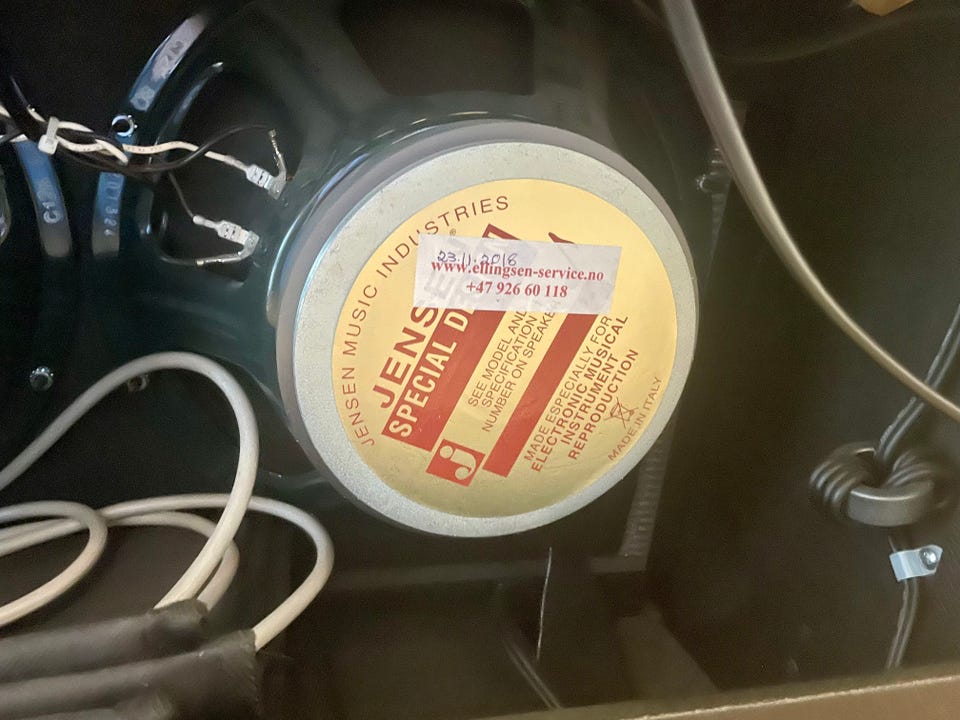 JENSEN MUSIC INDUSTRIES
23.11.2018
www.ellingsen-service.no
+47 926 60 118
JENS
SPECIAL D
SEE MODEL AND
SPECIFICATION
NUMBER ON SPEAKE
MADE ESPECIALLY FOR
ELECTRONIC MUSICAL
INSTRUMENT
REPRODUCTION
MADE IN ITALY
j